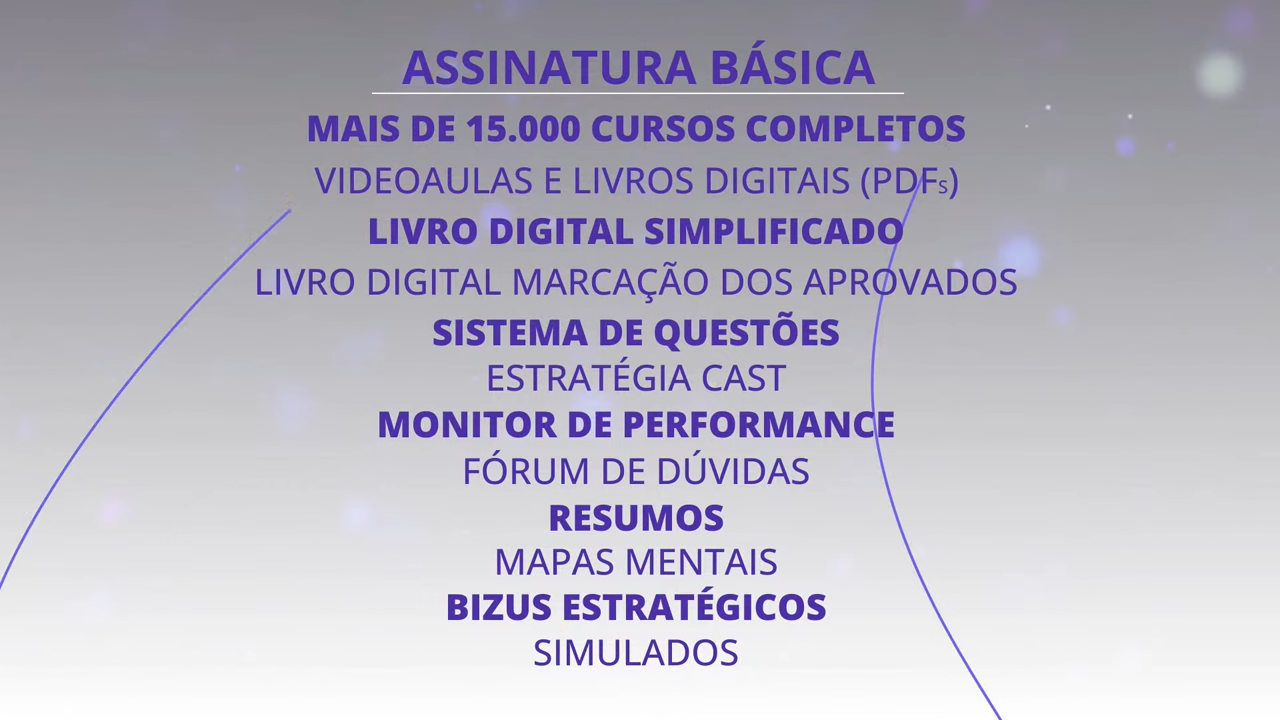 ASSINATURA BÁSICA
MAIS DE 15.000 CURSOS COMPLETOS
VIDEOAULAS E LIVROS DIGITAIS (PDFs)
LIVRO DIGITAL SIMPLIFICADO
LIVRO DIGITAL MARCAÇÃO DOS APROVADOS
SISTEMA DE QUESTÕES
ESTRATÉGIA CAST
MONITOR DE PERFORMANCE
FÓRUM DE DÚVIDAS
RESUMOS
MAPAS MENTAIS
BIZUS ESTRATÉGICOS
SIMULADOS